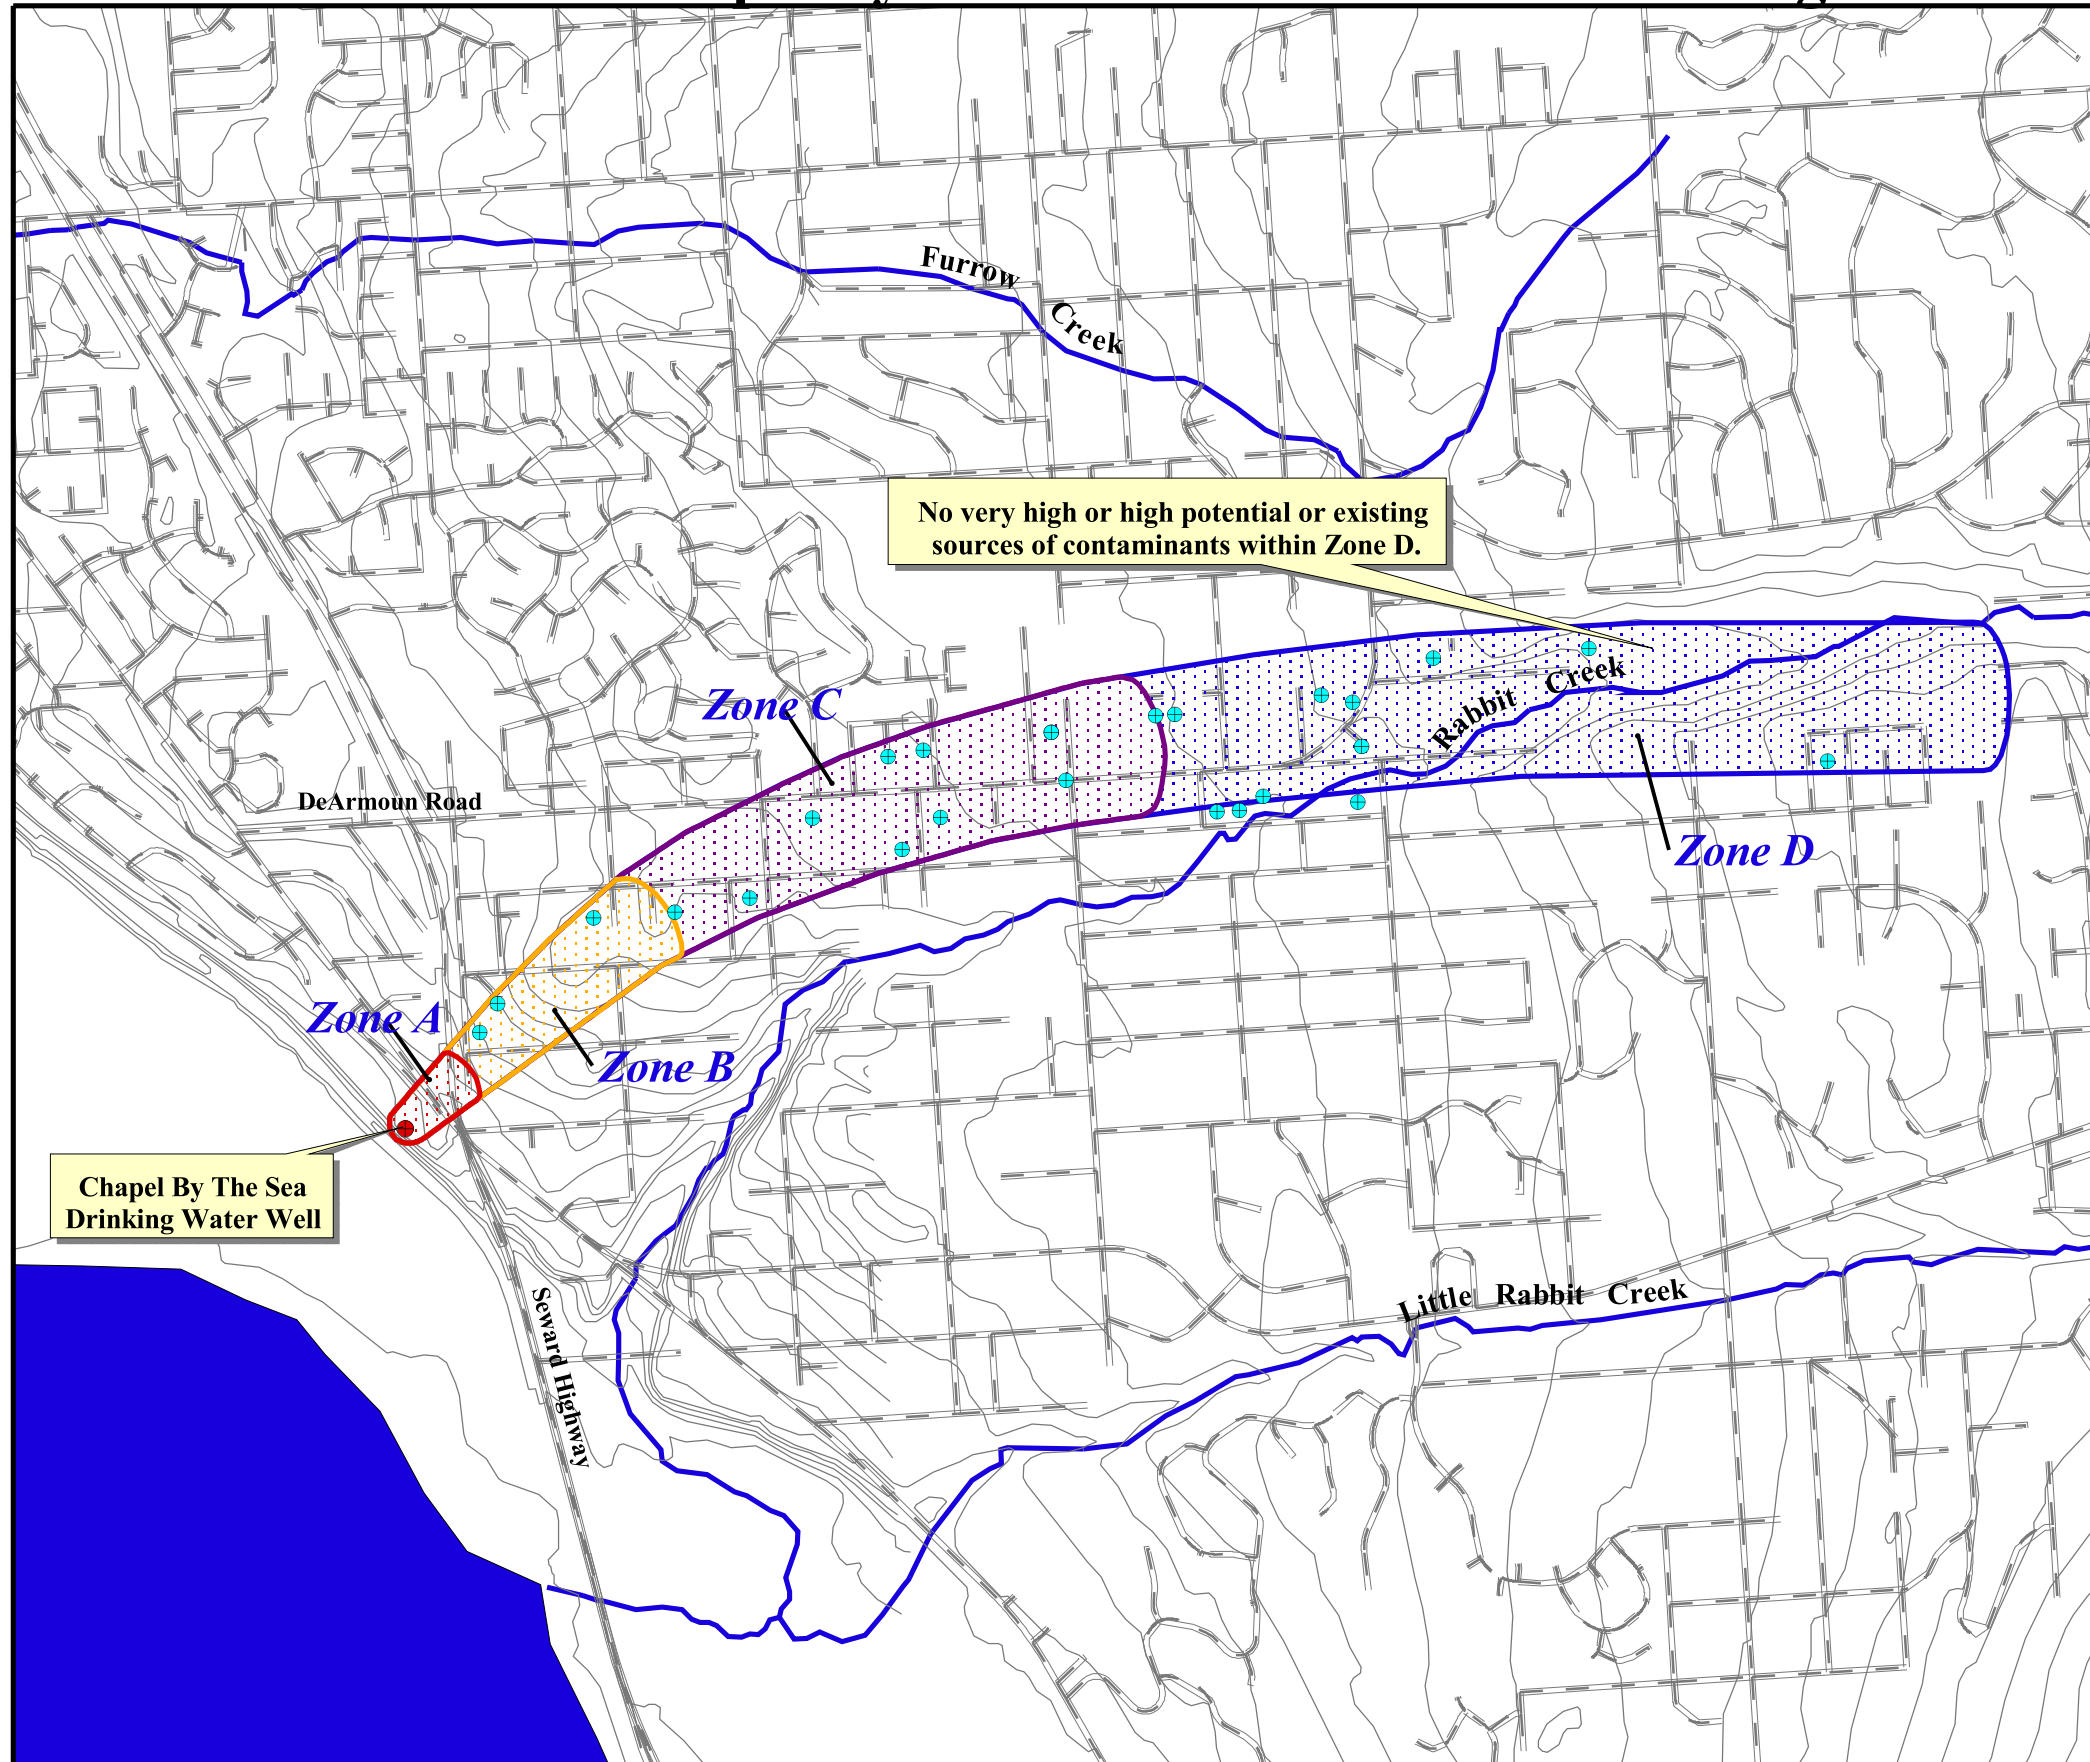 Furrow
Creek
No very high or high potential or existing
sources of contaminants within Zone D.
Zone C
Rabbit Creek
DeArmoun Road
Zone D
Zone A
Zone B
Chapel By The Sea
Drinking Water Well
Seward Highway
Little Rabbit Creek